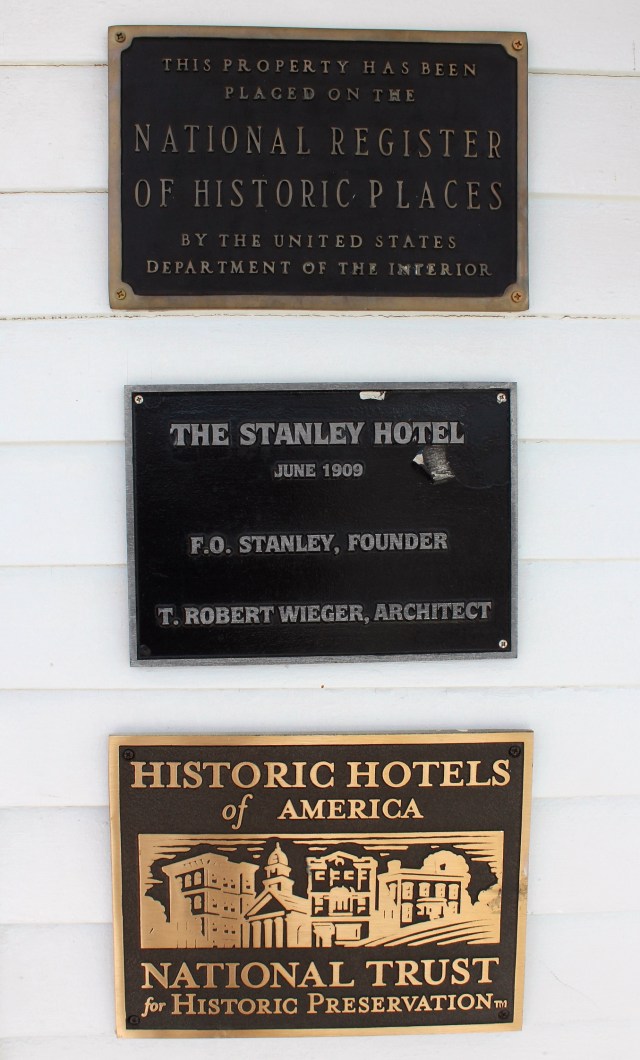 THIS PROPERTY HAS BEEN
PLACED ON THE
NATIONAL REGISTER
OF HISTORIC PLACES
BY THE UNITED STATES
DEPARTMENT OF THE INTERIOR
THE STANLEY HOTEL
JUNE 1909
F.O. STANLEY, FOUNDER
T. ROBERT WIEGER, ARCHITECT
HISTORIC HOTELS
of AMERICA
NATIONAL TRUST
for HISTORIC PRESERVATION™